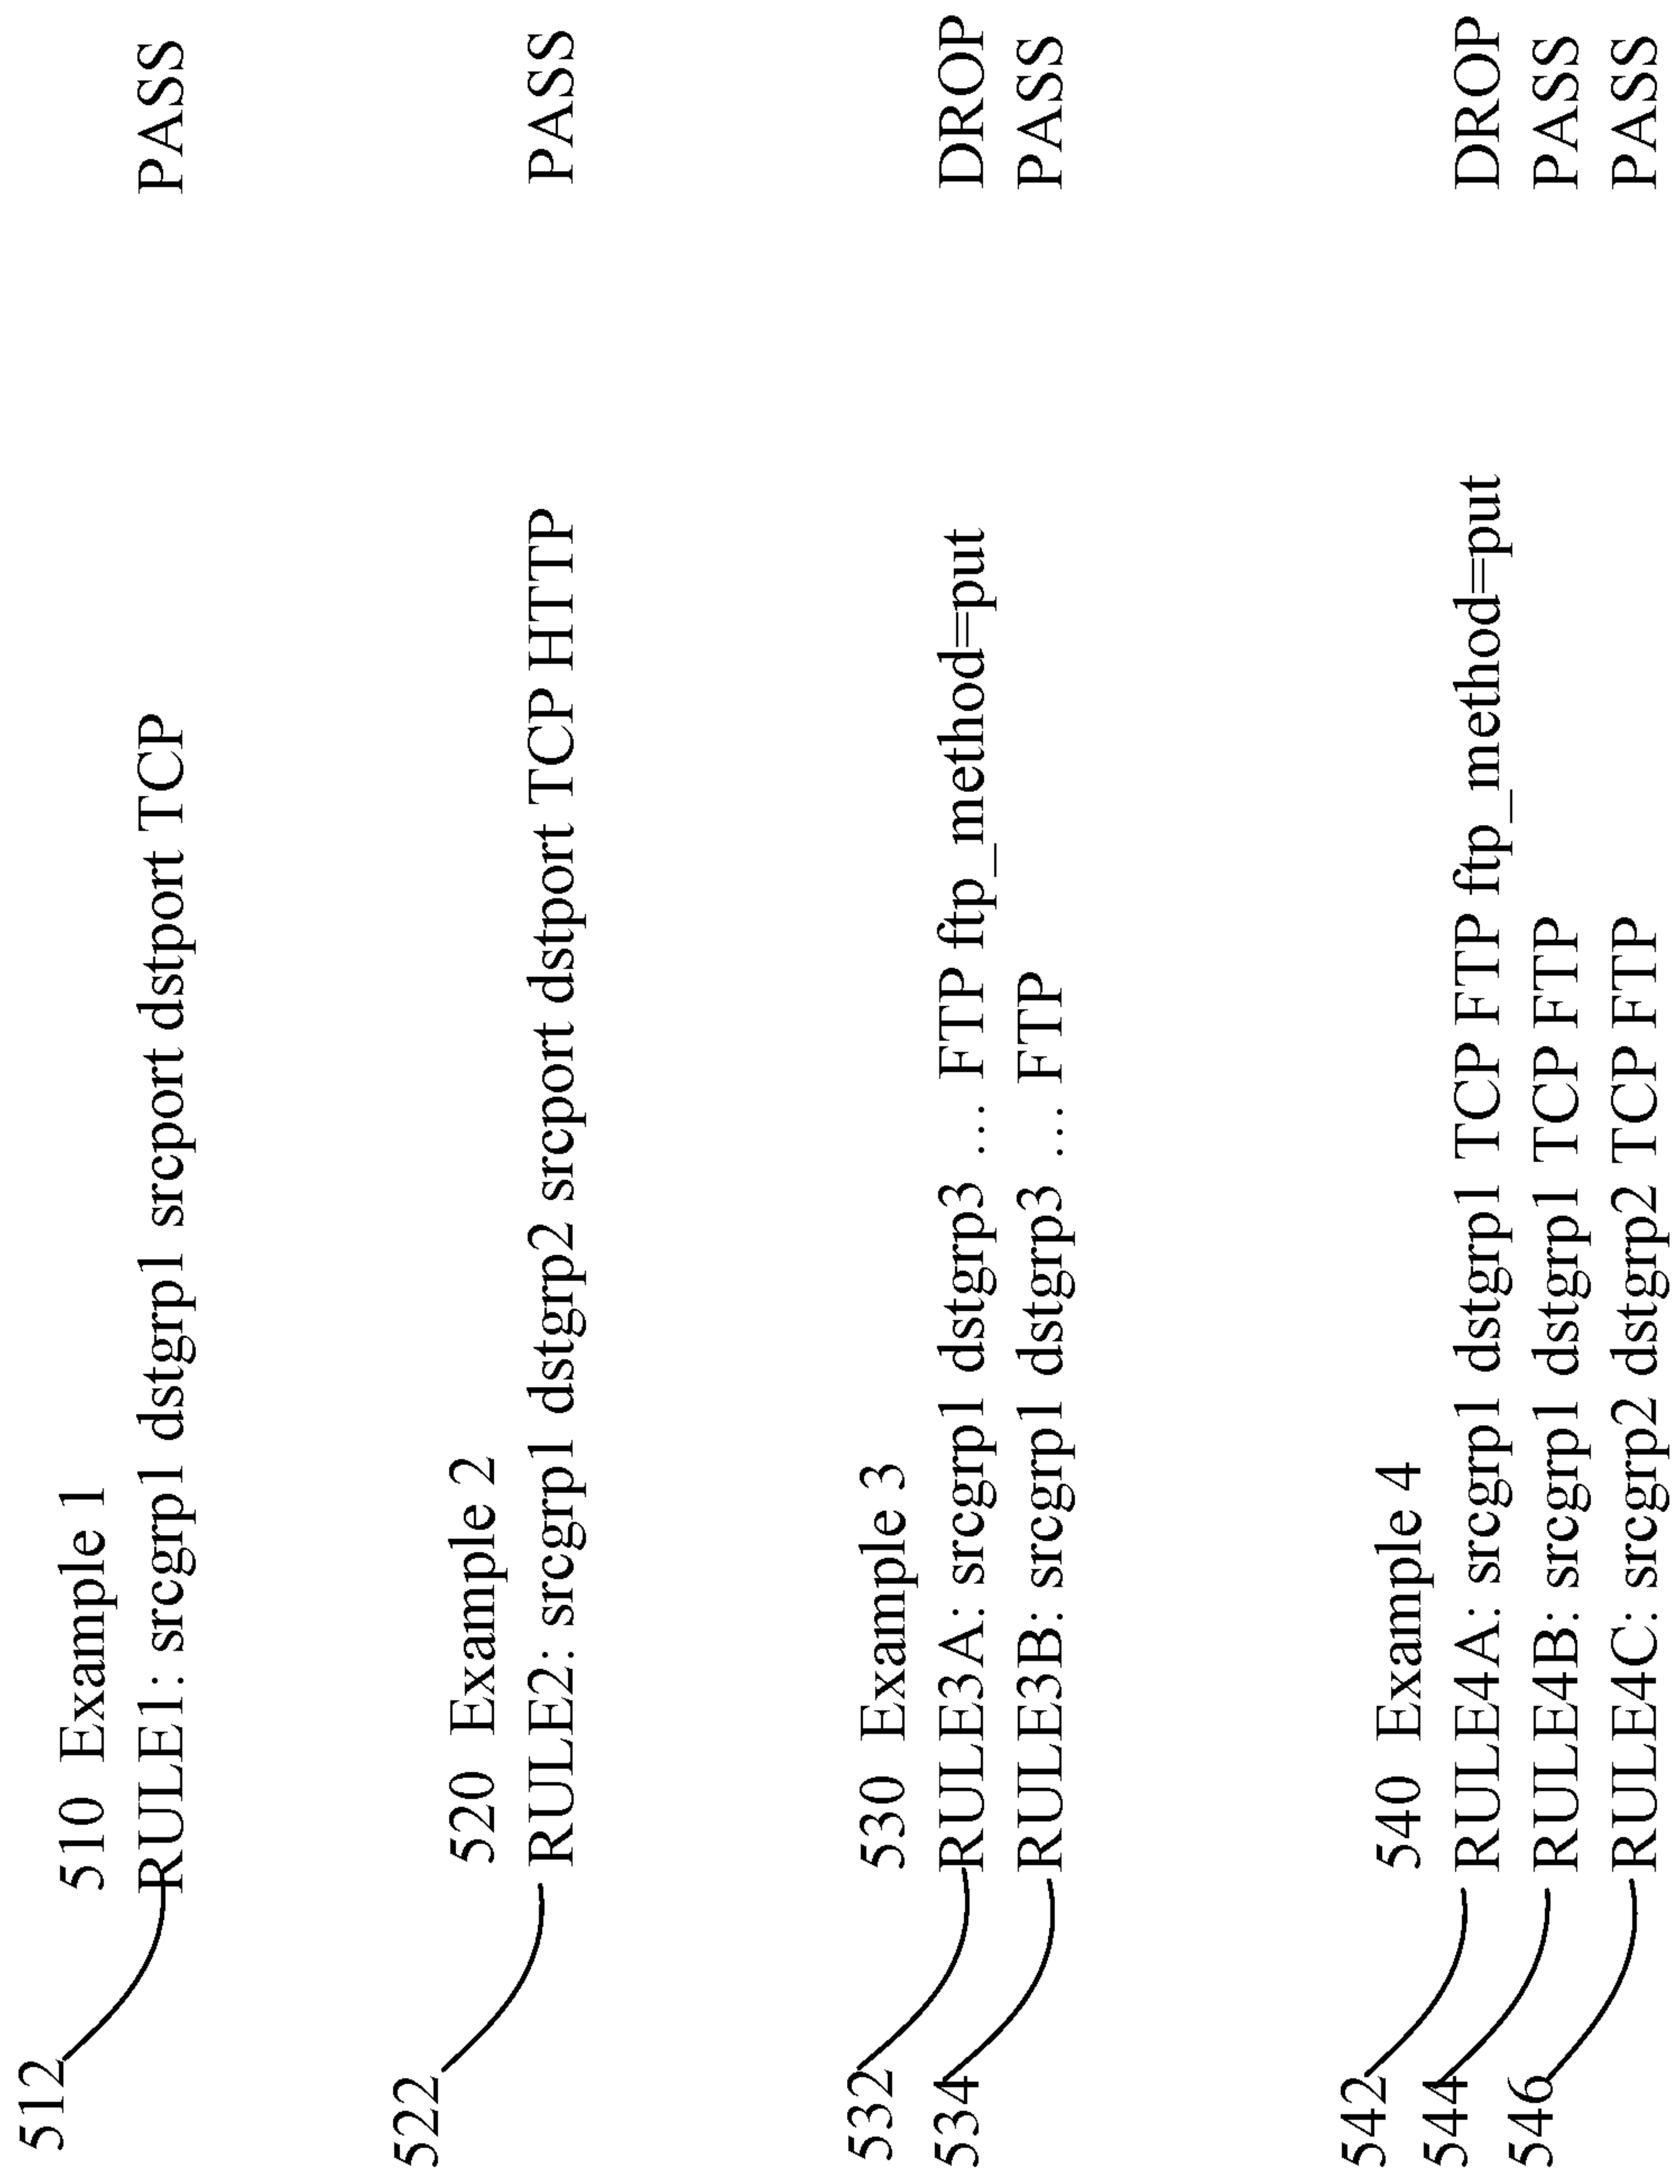 510 Example 1
512 RULE1: srcgrp1 dstgrp1 srcport dstport TCP PASS
520 Example 2
522 RULE2: srcgrp1 dstgrp2 srcport dstport TCP HTTP PASS
530 Example 3
532 RULE3A: srcgrp1 dstgrp3 ... FTP ftp_method=put DROP
534 RULE3B: srcgrp1 dstgrp3 ... FTP PASS
540 Example 4
542 RULE4A: srcgrp1 dstgrp1 TCP FTP ftp_method=put DROP
544 RULE4B: srcgrp1 dstgrp1 TCP FTP PASS
546 RULE4C: srcgrp2 dstgrp2 TCP FTP PASS